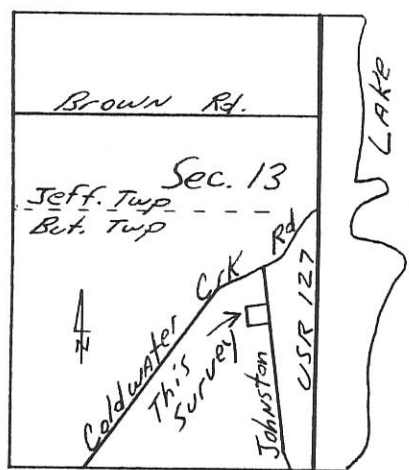 Brown Rd.
LAKE
Sec. 13
Jeff. Twp
But. Twp
Coldwater Crk Rd
USR 127
This
Survey
Johnston
N